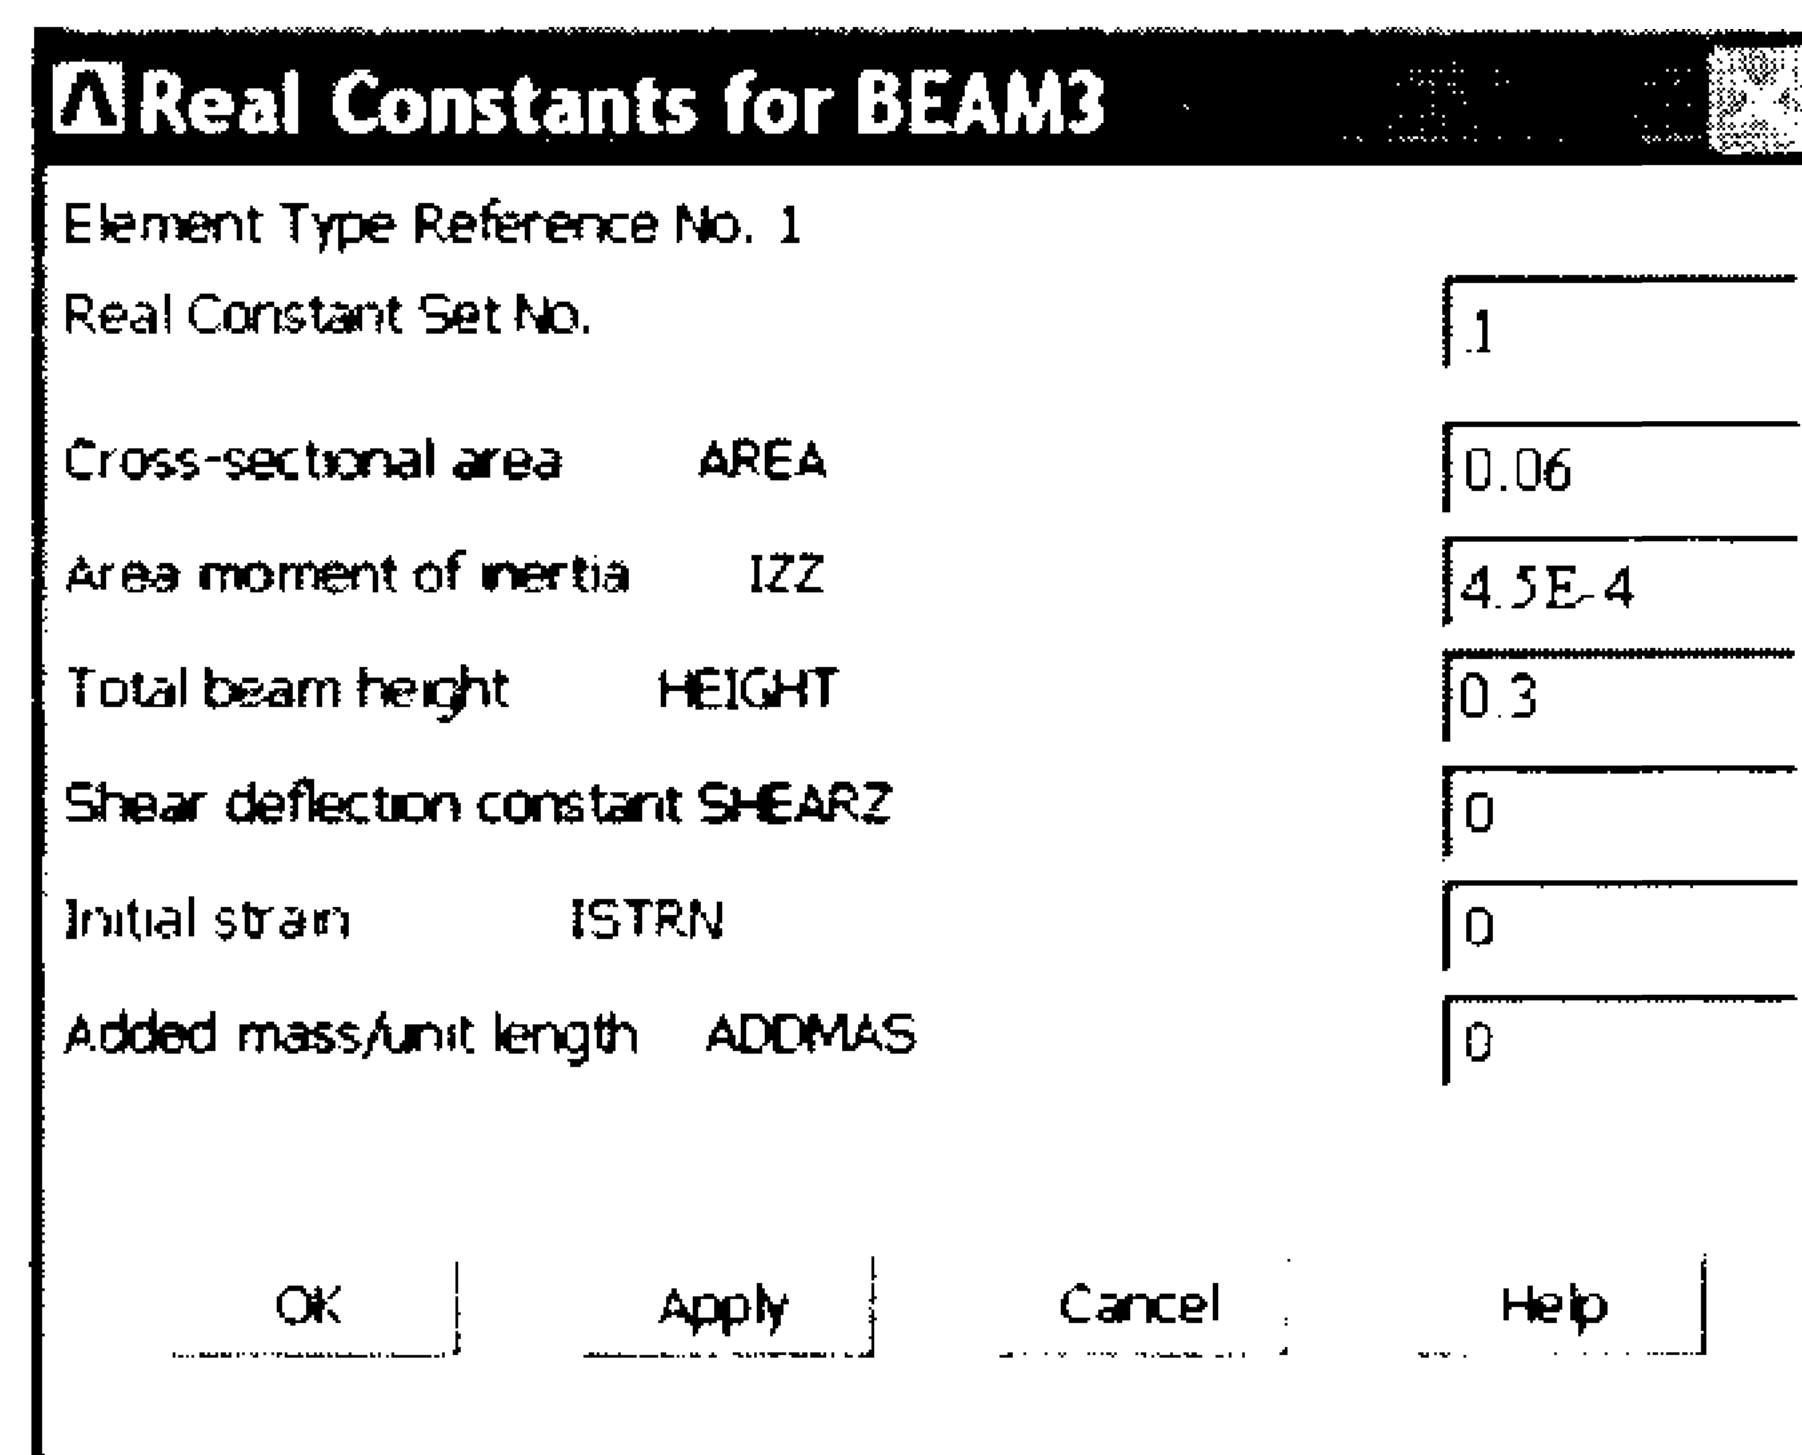 Real Constants for BEAM3
Element Type Reference No. 1
Real Constant Set No. 1
Cross-sectional area AREA 0.06
Area moment of inertia IZZ 4.5E-4
Total beam height HEIGHT 0.3
Shear deflection constant SHEARZ 0
Initial strain ISTRN 0
Added mass/unit length ADDMAS 0
OK Apply Cancel Help